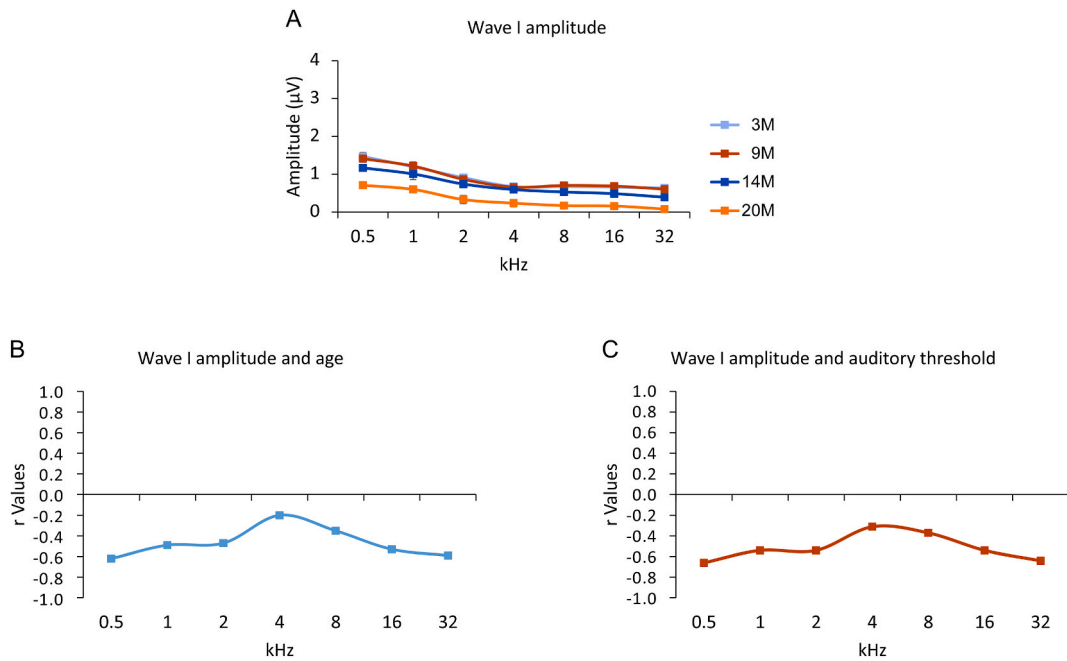 A
Wave I amplitude
Amplitude (µV)
4
3
2
1
0
0.5 1 2 4 8 16 32
kHz
3M
9M
14M
20M
B
Wave I amplitude and age
r Values
1.0
0.8
0.6
0.4
0.2
0.0
-0.2
-0.4
-0.6
-0.8
-1.0
0.5 1 2 4 8 16 32
kHz
C
Wave I amplitude and auditory threshold
r Values
1.0
0.8
0.6
0.4
0.2
0.0
-0.2
-0.4
-0.6
-0.8
-1.0
0.5 1 2 4 8 16 32
kHz